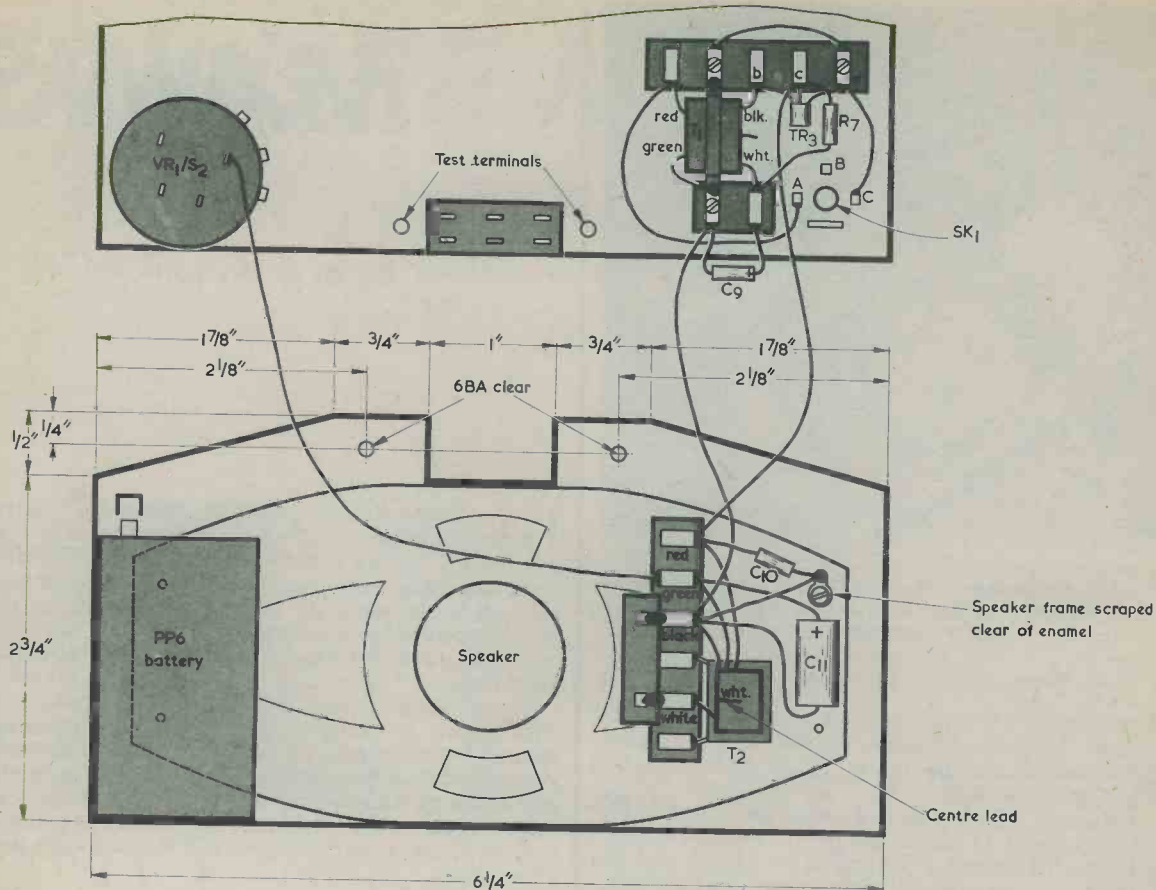 b
c
red
blk.
T1
TR3
R7
green
wht.
VR1/S2
Test terminals
A
B
C
SK1
C9
+
1 7/8"
3/4"
1"
3/4"
1 7/8"
2 1/8"
2 1/8"
6BA clear
1/2"
1/4"
red
C10
green
Speaker frame scraped
clear of enamel
2 3/4"
PP6
battery
Speaker
black
+
C11
wht.
white
T2
Centre lead
6 1/4"